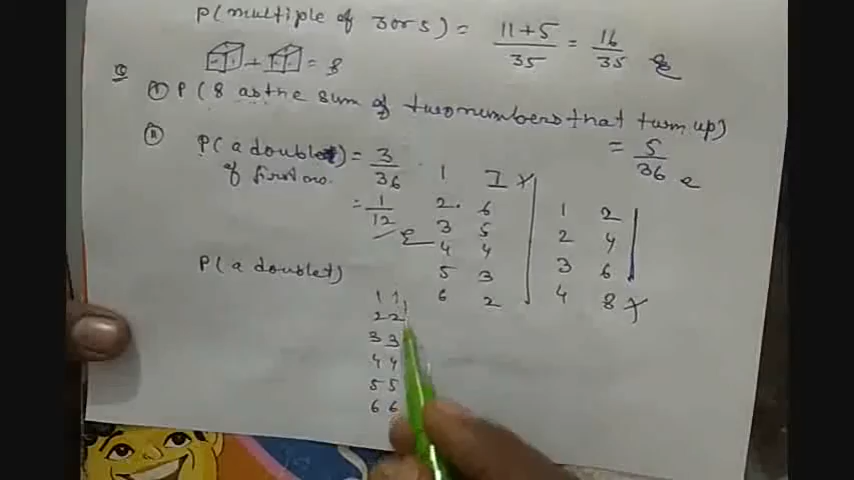 P(multiple of 3 or 5) = 11+5/35 = 16/35
+ = 8
Q
(i) P(8 as the sum of two numbers that turn up) = 5/36
(ii) P(a doublet) = 3/36
of first no.
= 1/12
1 7 ×
2 6
3 5
4 4
5 3
6 2
1 2
2 4
3 6
4 8 ×
P(a doublet)
1 1
2 2
3 3
4 4
5 5
6 6